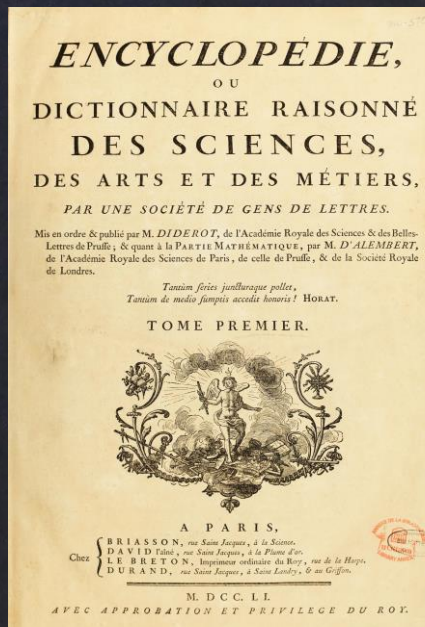 ENCYCLOPÉDIE,
OU
DICTIONNAIRE RAISONNÉ
DES SCIENCES,
DES ARTS ET DES MÉTIERS,
PAR UNE SOCIÉTÉ DE GENS DE LETTRES.
Mis en ordre & publié par M. DIDEROT, de l'Académie Royale des Sciences & des Belles-
Lettres de Prusse ; & quant à la PARTIE MATHÉMATIQUE, par M. D'ALEMBERT,
de l'Académie Royale des Sciences de Paris, de celle de Prusse, & de la Société Royale
de Londres.
Tantùm series juncturaque pollet,
Tantùm de medio sumptis accedit honoris ! HORAT.
TOME PREMIER.
A PARIS,
Chez
BRIASSON, rue Saint Jacques, à la Science.
DAVID l'aîné, rue Saint Jacques, à la Plume d'or.
LE BRETON, Imprimeur ordinaire du Roy, rue de la Harpe.
DURAND, rue Saint Jacques, à Saint Landry, & au Griffon.
M. DCC. LI.
AVEC APPROBATION ET PRIVILEGE DU ROY.